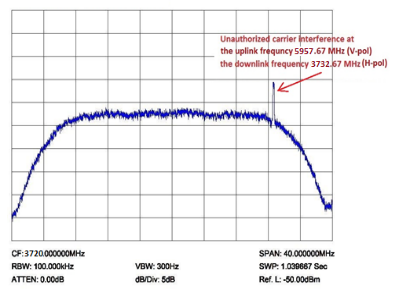 Unauthorized carrier interference at
the uplink frequncy 5957.67 MHz (V-pol)
the downlink frequency 3732.67 MHz (H-pol)
CF:3720.000000MHz SPAN: 40.000000MHz
RBW: 100.000kHz VBW: 300Hz SWP: 1.039667 Sec
ATTEN: 0.00dB dB/Div: 5dB Ref. L: -50.00dBm